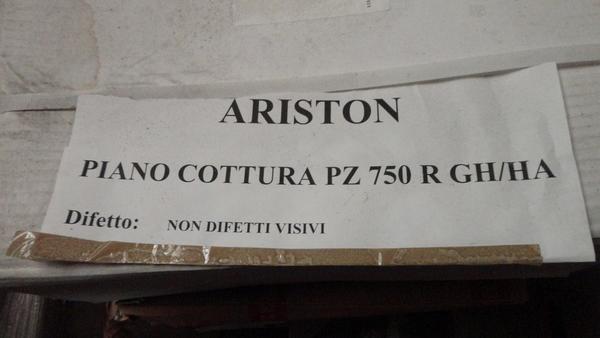 ARISTON
PIANO COTTURA PZ 750 R GH/HA
Difetto: NON DIFETTI VISIVI